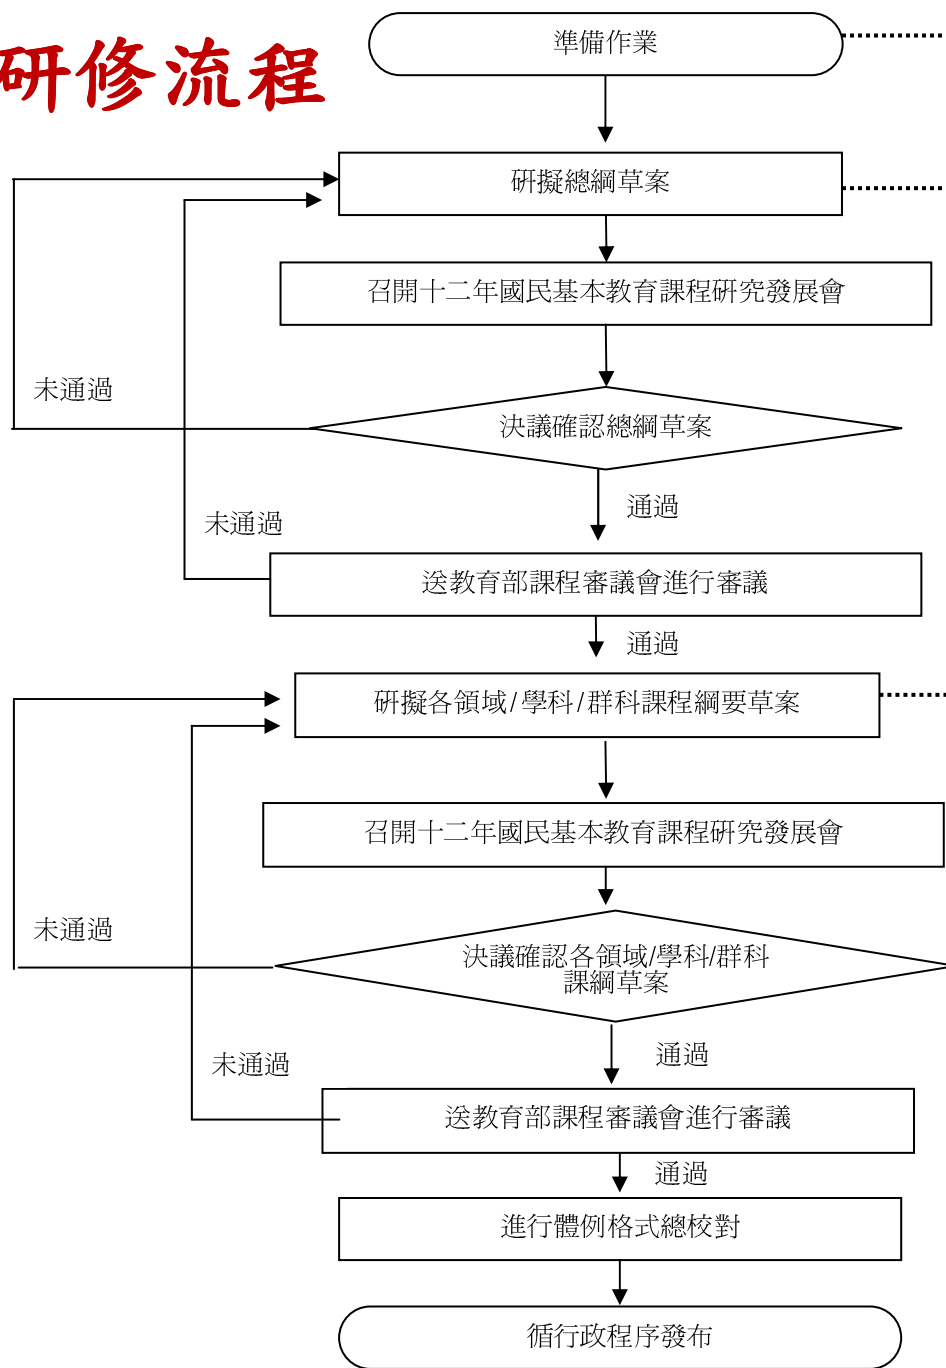 研修流程
準備作業
研擬總綱草案
召開十二年國民基本教育課程研究發展會
未通過
決議確認總綱草案
通過
未通過
送教育部課程審議會進行審議
通過
研擬各領域/學科/群科課程綱要草案
召開十二年國民基本教育課程研究發展會
未通過
決議確認各領域/學科/群科
課綱草案
通過
未通過
送教育部課程審議會進行審議
通過
進行體例格式總校對
循行政程序發布